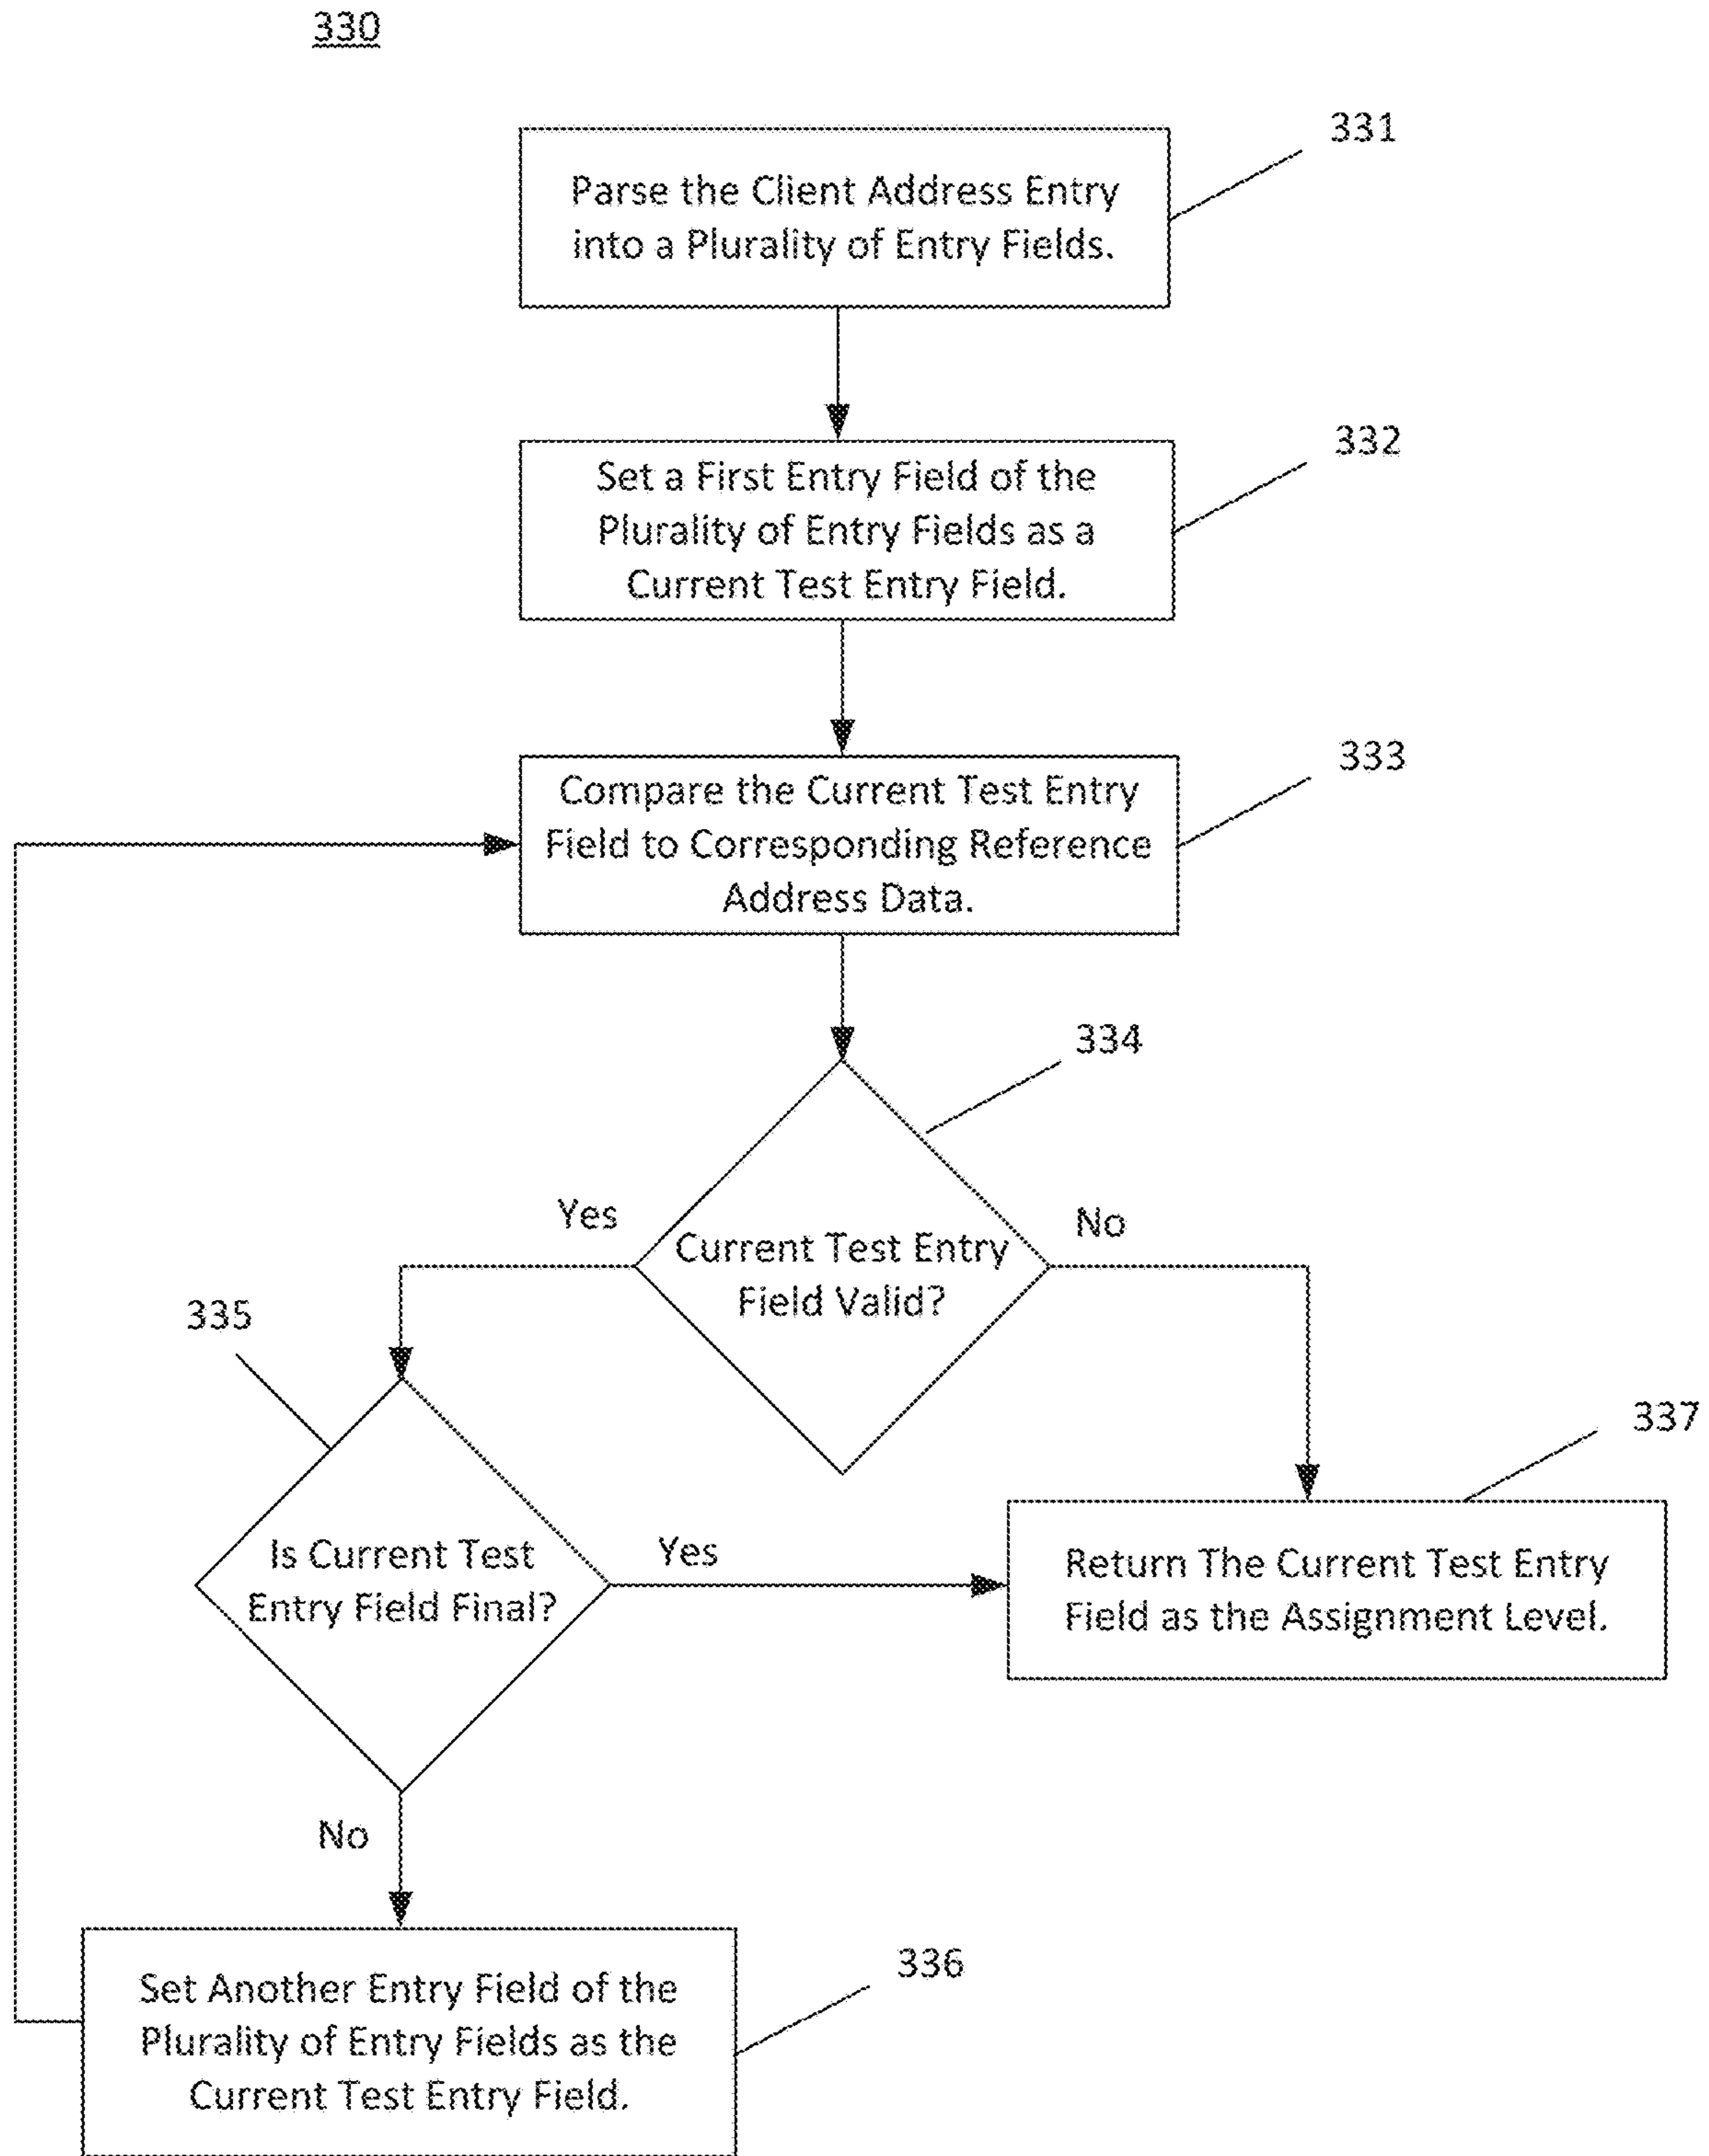 330
331
Parse the Client Address Entry
into a Plurality of Entry Fields.
332
Set a First Entry Field of the
Plurality of Entry Fields as a
Current Test Entry Field.
333
Compare the Current Test Entry
Field to Corresponding Reference
Address Data.
334
Yes
No
Current Test Entry
Field Valid?
335
337
Is Current Test
Entry Field Final?
Yes
Return The Current Test Entry
Field as the Assignment Level.
No
336
Set Another Entry Field of the
Plurality of Entry Fields as the
Current Test Entry Field.